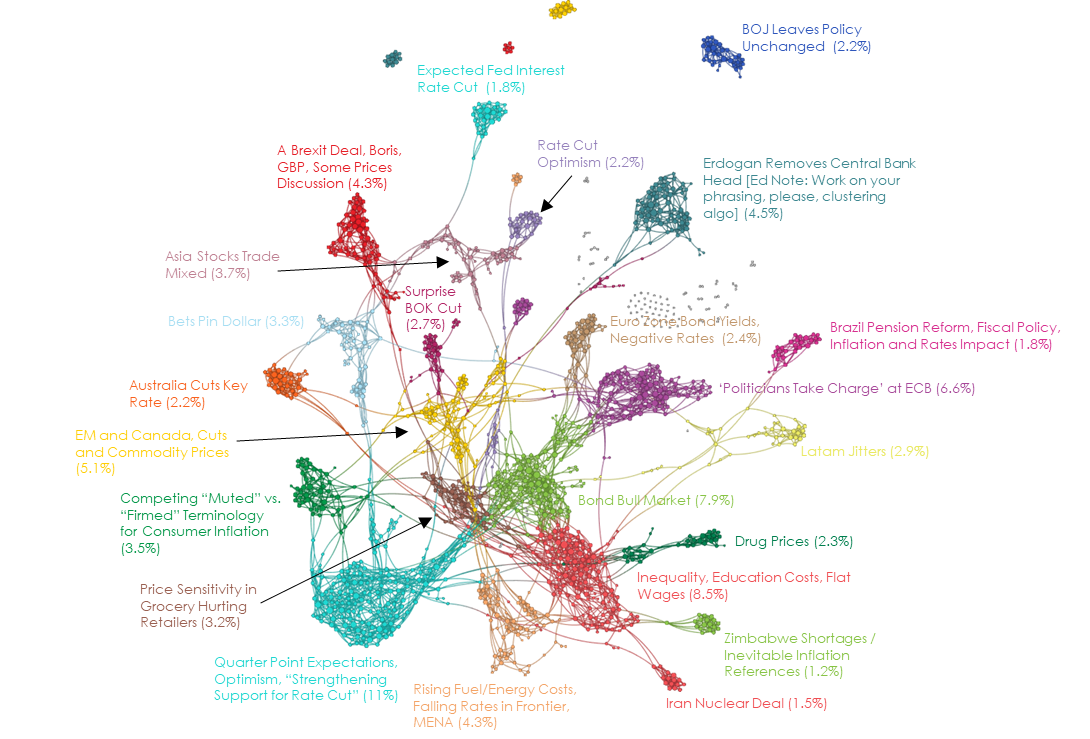 BOJ Leaves Policy
Unchanged (2.2%)
Expected Fed Interest
Rate Cut (1.8%)
A Brexit Deal, Boris,
GBP, Some Prices
Discussion (4.3%)
Rate Cut
Optimism (2.2%)
Erdogan Removes Central Bank
Head [Ed Note: Work on your
phrasing, please, clustering
algo] (4.5%)
Asia Stocks Trade
Mixed (3.7%)
Surprise
BOK Cut
(2.7%)
Bets Pin Dollar (3.3%)
Euro Zone Bond Yields,
Negative Rates (2.4%)
Brazil Pension Reform, Fiscal Policy,
Inflation and Rates Impact (1.8%)
Australia Cuts Key
Rate (2.2%)
‘Politicians Take Charge’ at ECB (6.6%)
EM and Canada, Cuts
and Commodity Prices
(5.1%)
Latam Jitters (2.9%)
Competing “Muted” vs.
“Firmed” Terminology
for Consumer Inflation
(3.5%)
Bond Bull Market (7.9%)
Drug Prices (2.3%)
Price Sensitivity in
Grocery Hurting
Retailers (3.2%)
Inequality, Education Costs, Flat
Wages (8.5%)
Zimbabwe Shortages /
Inevitable Inflation
References (1.2%)
Quarter Point Expectations,
Optimism, “Strengthening
Support for Rate Cut” (11%)
Rising Fuel/Energy Costs,
Falling Rates in Frontier,
MENA (4.3%)
Iran Nuclear Deal (1.5%)